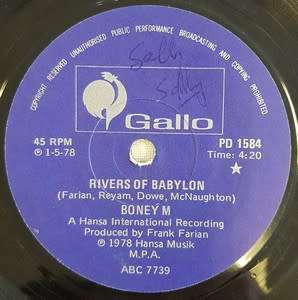 COPYRIGHT RESERVED UNAUTHORISED PUBLIC PERFORMANCE BROADCASTING AND COPYING PROHIBITED
Sally
Gallo
45 RPM
PD 1584
℗ 1-5-78
Time: 4:20
RIVERS OF BABYLON
(Farian, Reyam, Dowe, McNaughton)
BONEY M
A Hansa International Recording
Produced by Frank Farian
℗ 1978 Hansa Musik
M.P.A.
ABC 7739